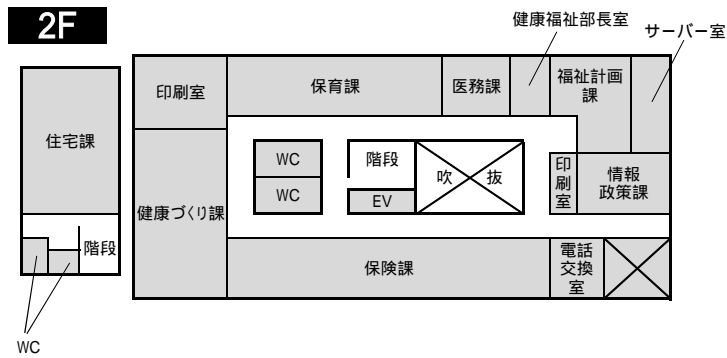 2F
健康福祉部長室
サーバー室
印刷室
保育課
医務課
福祉計画
課
住宅課
WC
階段
吹
抜
印
刷
室
情報
政策課
WC
EV
健康づくり課
階段
保険課
電話
交換
室
WC